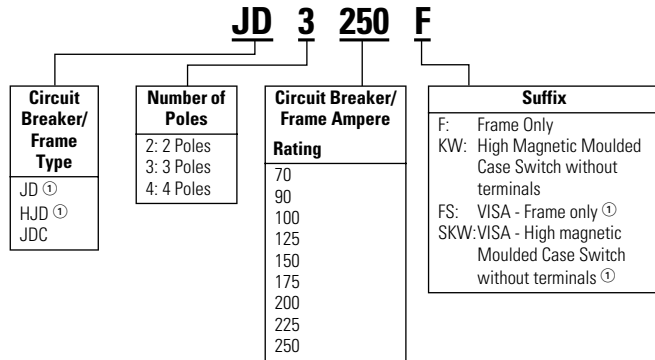 JD 3 250 F
Circuit
Breaker/
Frame
Type
JD ①
HJD ①
JDC
Number of
Poles
2: 2 Poles
3: 3 Poles
4: 4 Poles
Circuit Breaker/
Frame Ampere
Rating
70
90
100
125
150
175
200
225
250
Suffix
F: Frame Only
KW: High Magnetic Moulded
Case Switch without
terminals
FS: VISA - Frame only ①
SKW:VISA - High magnetic
Moulded Case Switch
without terminals ①